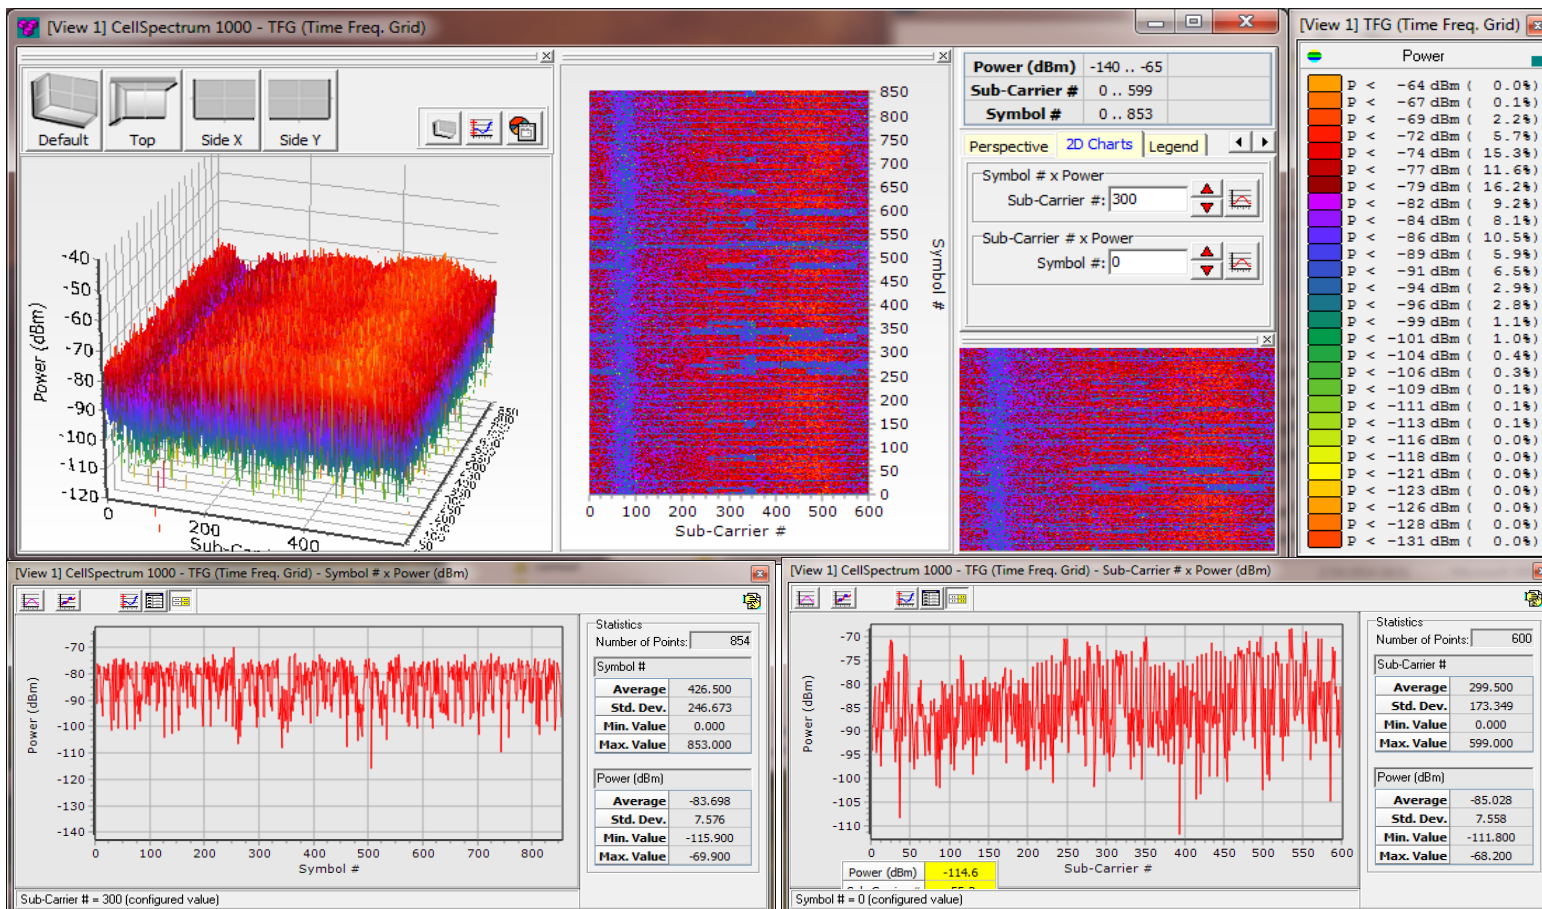 [View 1] CellSpectrum 1000 - TFG (Time Freq. Grid)
Default
Top
Side X
Side Y
-40
-50
-60
-70
-80
-90
-100
-110
-120
Power (dBm)
0
200
400
850
800
750
700
650
600
550
500
450
400
350
300
250
200
150
100
50
0
Symbol #
0 100 200 300 400 500 600
Sub-Carrier #
Power (dBm) -140 .. -65
Sub-Carrier # 0 .. 599
Symbol # 0 .. 853
Perspective 2D Charts Legend
Symbol # x Power
Sub-Carrier #: 300
Sub-Carrier # x Power
Symbol #: 0
[View 1] TFG (Time Freq. Grid)
Power
P < -64 dBm ( 0.0%)
P < -67 dBm ( 0.1%)
P < -69 dBm ( 2.2%)
P < -72 dBm ( 5.7%)
P < -74 dBm ( 15.3%)
P < -77 dBm ( 11.6%)
P < -79 dBm ( 16.2%)
P < -82 dBm ( 9.2%)
P < -84 dBm ( 8.1%)
P < -86 dBm ( 10.5%)
P < -89 dBm ( 5.9%)
P < -91 dBm ( 6.5%)
P < -94 dBm ( 2.9%)
P < -96 dBm ( 2.8%)
P < -99 dBm ( 1.1%)
P < -101 dBm ( 1.0%)
P < -104 dBm ( 0.4%)
P < -106 dBm ( 0.3%)
P < -109 dBm ( 0.1%)
P < -111 dBm ( 0.1%)
P < -113 dBm ( 0.1%)
P < -116 dBm ( 0.0%)
P < -118 dBm ( 0.0%)
P < -121 dBm ( 0.0%)
P < -123 dBm ( 0.0%)
P < -126 dBm ( 0.0%)
P < -128 dBm ( 0.0%)
P < -131 dBm ( 0.0%)
[View 1] CellSpectrum 1000 - TFG (Time Freq. Grid) - Symbol # x Power (dBm)
-70
-80
-90
-100
-110
-120
-130
-140
Power (dBm)
0 100 200 300 400 500 600 700 800
Symbol #
Statistics
Number of Points: 854
Symbol #
Average 426.500
Std. Dev. 246.673
Min. Value 0.000
Max. Value 853.000
Power (dBm)
Average -83.698
Std. Dev. 7.576
Min. Value -115.900
Max. Value -69.900
Sub-Carrier # = 300 (configured value)
[View 1] CellSpectrum 1000 - TFG (Time Freq. Grid) - Sub-Carrier # x Power (dBm)
-70
-75
-80
-85
-90
-95
-100
-105
-110
Power (dBm)
0 50 100 150 200 250 300 350 400 450 500 550 600
Sub-Carrier #
Power (dBm) -114.6
Statistics
Number of Points: 600
Sub-Carrier #
Average 299.500
Std. Dev. 173.349
Min. Value 0.000
Max. Value 599.000
Power (dBm)
Average -85.028
Std. Dev. 7.558
Min. Value -111.800
Max. Value -68.200
Symbol # = 0 (configured value)